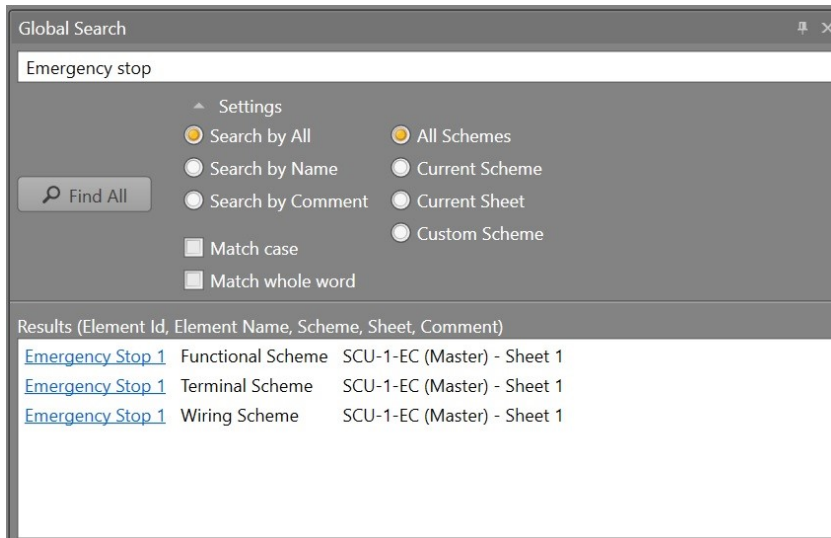 Global Search
Emergency stop
Settings
Search by All All Schemes
Search by Name Current Scheme
Find All
Search by Comment Current Sheet
Custom Scheme
Match case
Match whole word
Results (Element Id, Element Name, Scheme, Sheet, Comment)
Emergency Stop 1 Functional Scheme SCU-1-EC (Master) - Sheet 1
Emergency Stop 1 Terminal Scheme SCU-1-EC (Master) - Sheet 1
Emergency Stop 1 Wiring Scheme SCU-1-EC (Master) - Sheet 1